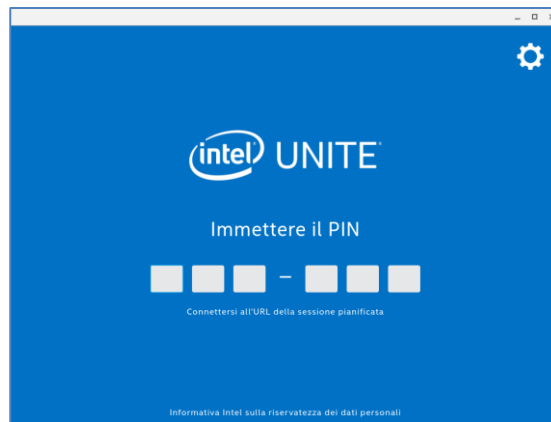 intel UNITE
Immettere il PIN
Connettersi all'URL della sessione pianificata
Informativa Intel sulla riservatezza dei dati personali